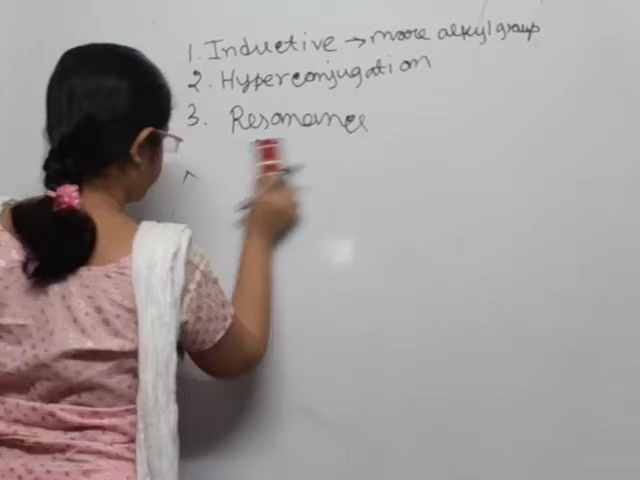 1. Inductive → more alkyl group
2. Hyperconjugation
3. Resonance